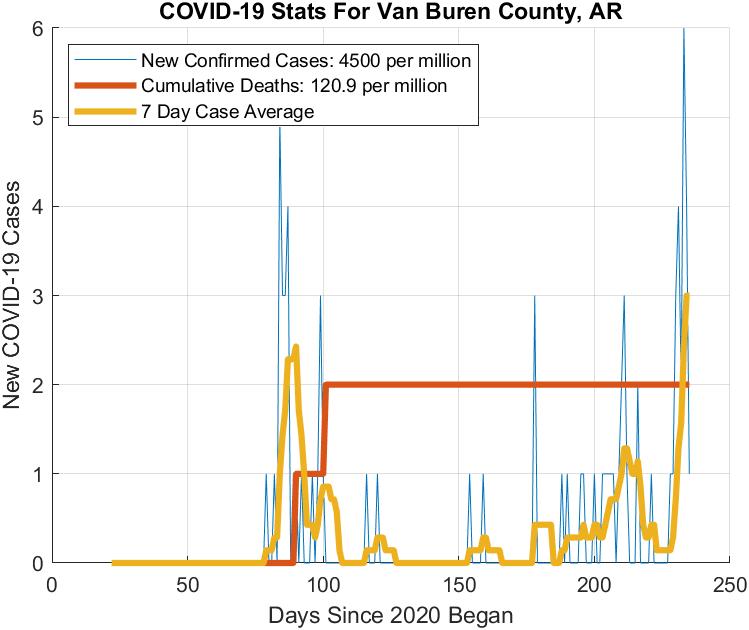 COVID-19 Stats For Van Buren County, AR
New Confirmed Cases: 4500 per million
Cumulative Deaths: 120.9 per million
7 Day Case Average
New COVID-19 Cases
6
5
4
3
2
1
0
0 50 100 150 200 250
Days Since 2020 Began